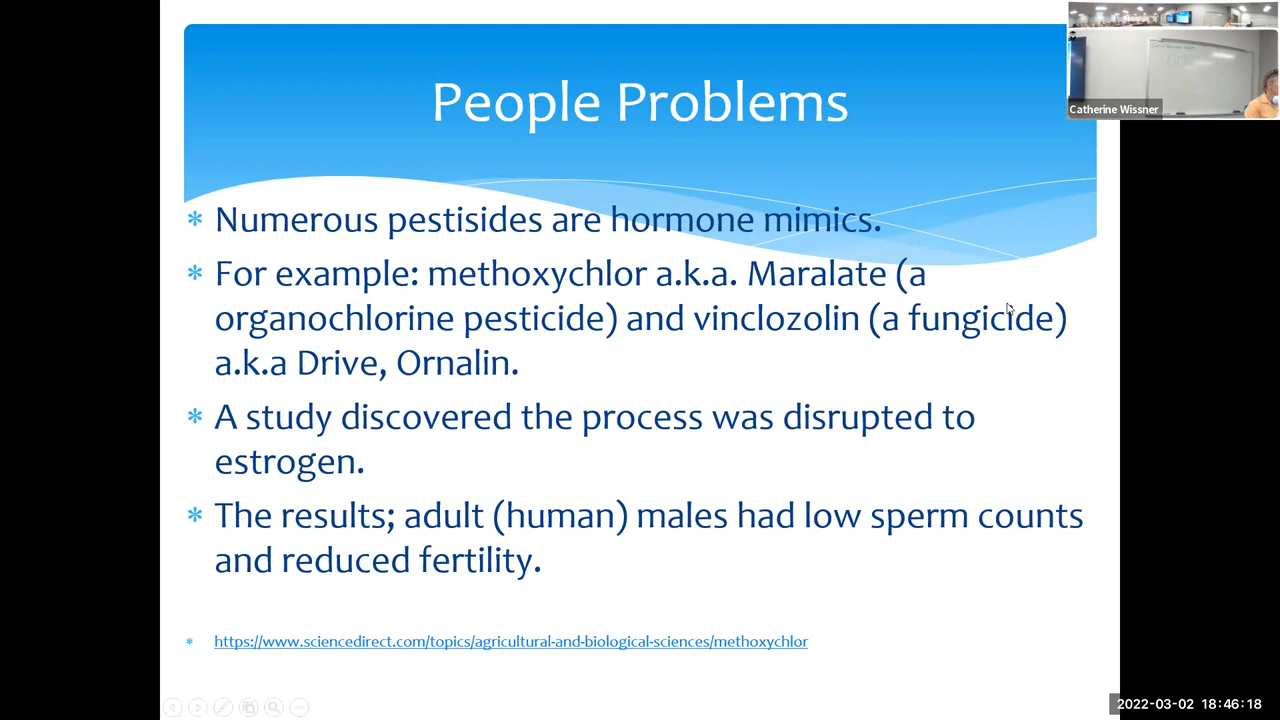 People Problems
Catherine Wissner
* Numerous pestisides are hormone mimics.
* For example: methoxychlor a.k.a. Maralate (a
organochlorine pesticide) and vinclozolin (a fungicide)
a.k.a Drive, Ornalin.
* A study discovered the process was disrupted to
estrogen.
* The results; adult (human) males had low sperm counts
and reduced fertility.
* https://www.sciencedirect.com/topics/agricultural-and-biological-sciences/methoxychlor
2022-03-02 18:46:18